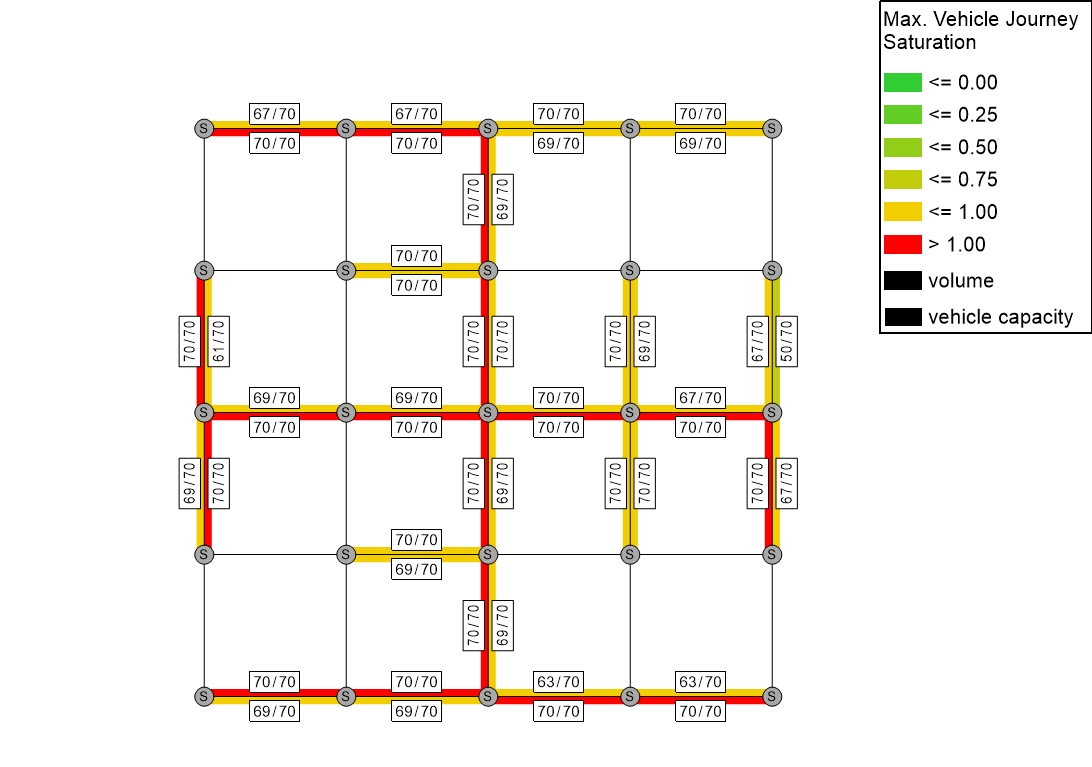 Max. Vehicle Journey
Saturation
<= 0.00
<= 0.25
<= 0.50
<= 0.75
<= 1.00
> 1.00
volume
vehicle capacity
67/70 67/70 70/70 70/70
S S S S S
70/70 70/70 69/70 69/70
70/70 69/70
70/70
S S S S S
70/70
70/70 61/70 70/70 70/70 70/70 69/70 67/70 50/70
69/70 69/70 70/70 67/70
S S S S S
70/70 70/70 70/70 70/70
69/70 70/70 70/70 69/70 70/70 70/70 70/70 67/70
70/70
S S S S S
69/70
70/70 69/70
70/70 70/70 63/70 63/70
S S S S S
69/70 69/70 70/70 70/70